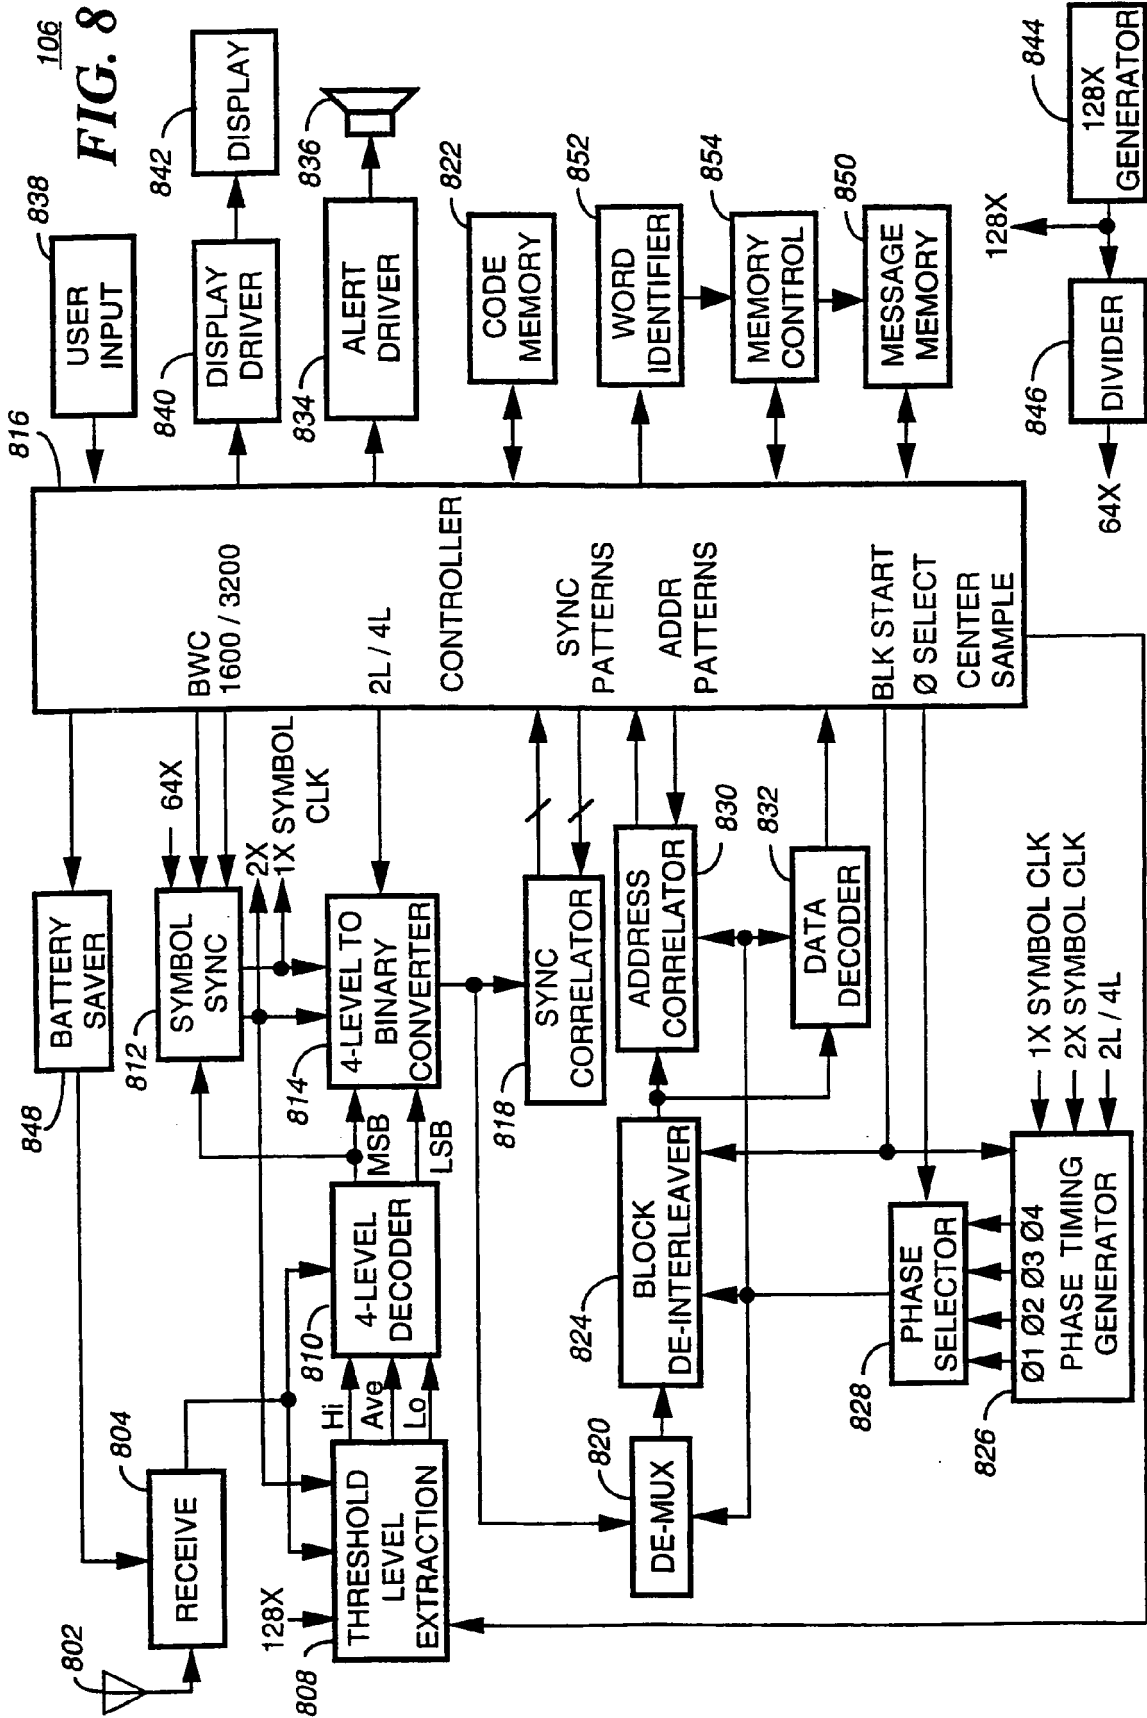 106
FIG. 8
802
804
RECEIVE
848
BATTERY
SAVER
816
838
USER
INPUT
842
DISPLAY
840
DISPLAY
DRIVER
812
SYMBOL
SYNC
64X
BWC
1600 / 3200
2X
1X SYMBOL
CLK
128X
808
THRESHOLD
LEVEL
EXTRACTION
Hi
Ave
Lo
810
4-LEVEL
DECODER
MSB
LSB
814
4-LEVEL TO
BINARY
CONVERTER
2L / 4L
CONTROLLER
834
ALERT
DRIVER
836
818
SYNC
CORRELATOR
SYNC
PATTERNS
822
CODE
MEMORY
820
DE-MUX
824
BLOCK
DE-INTERLEAVER
830
ADDRESS
CORRELATOR
ADDR
PATTERNS
852
WORD
IDENTIFIER
832
DATA
DECODER
854
MEMORY
CONTROL
850
MESSAGE
MEMORY
BLK START
Ø SELECT
CENTER
SAMPLE
828
PHASE
SELECTOR
826
Ø1 Ø2 Ø3 Ø4
PHASE TIMING
GENERATOR
1X SYMBOL CLK
2X SYMBOL CLK
2L / 4L
64X
846
DIVIDER
128X
844
128X
GENERATOR